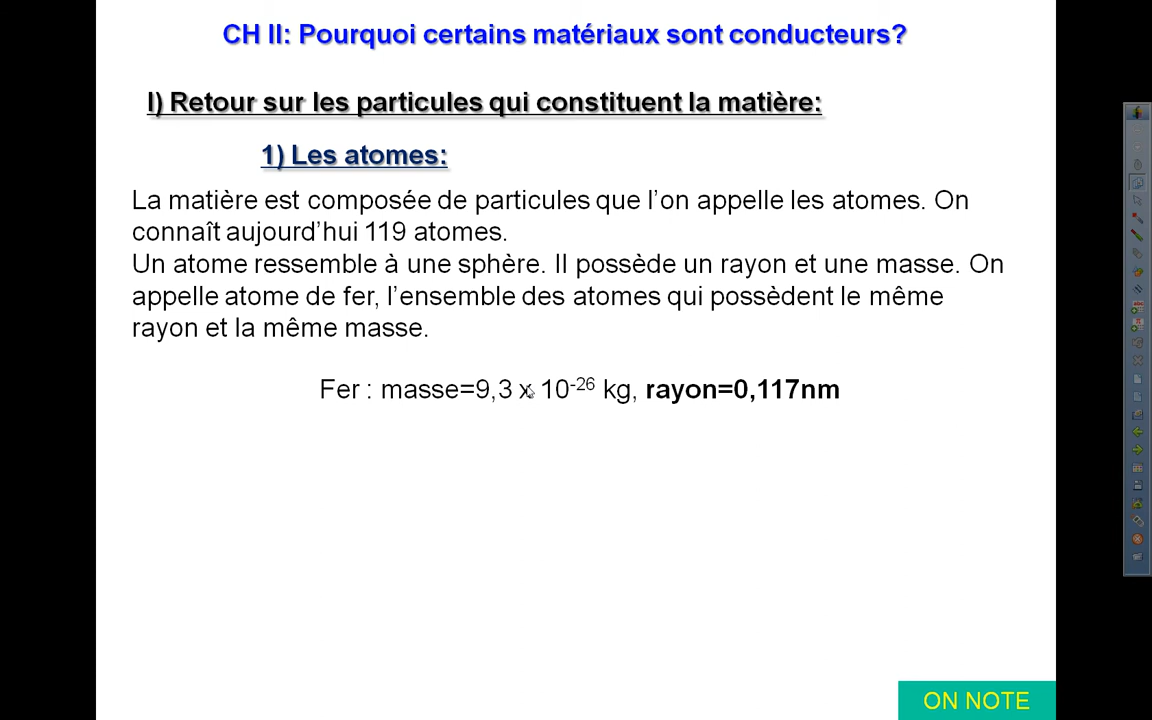 CH II: Pourquoi certains matériaux sont conducteurs?
I) Retour sur les particules qui constituent la matière:
1) Les atomes:
La matière est composée de particules que l’on appelle les atomes. On
connaît aujourd’hui 119 atomes.
Un atome ressemble à une sphère. Il possède un rayon et une masse. On
appelle atome de fer, l’ensemble des atomes qui possèdent le même
rayon et la même masse.
Fer : masse=9,3 x 10⁻²⁶ kg, rayon=0,117nm
ON NOTE